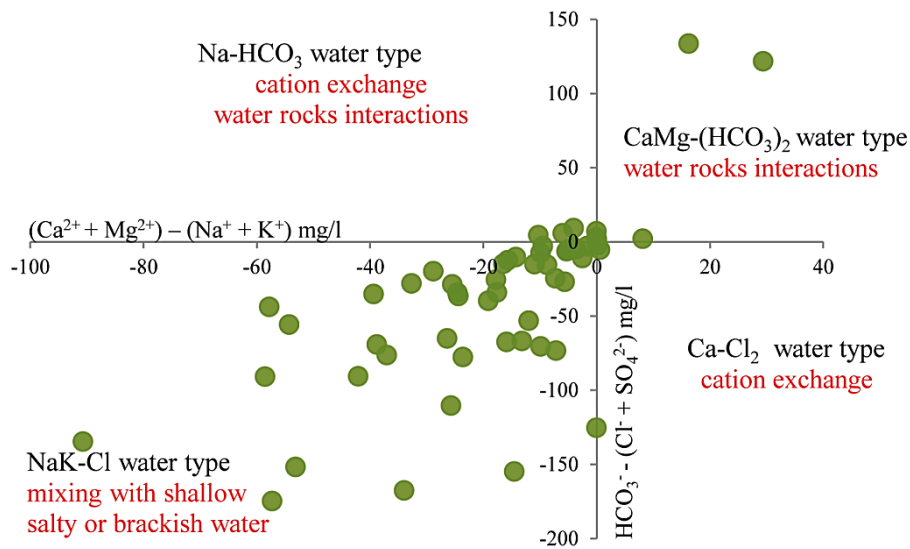 150
Na-HCO₃ water type
cation exchange
water rocks interactions
100
CaMg-(HCO₃)₂ water type
water rocks interactions
50
(Ca²⁺ + Mg²⁺) – (Na⁺ + K⁺) mg/l
0
-100 -80 -60 -40 -20 0 20 40
-50
Ca-Cl₂ water type
cation exchange
-100
HCO₃⁻ - (Cl⁻ + SO₄²⁻) mg/l
NaK-Cl water type
mixing with shallow
salty or brackish water
-150
-200